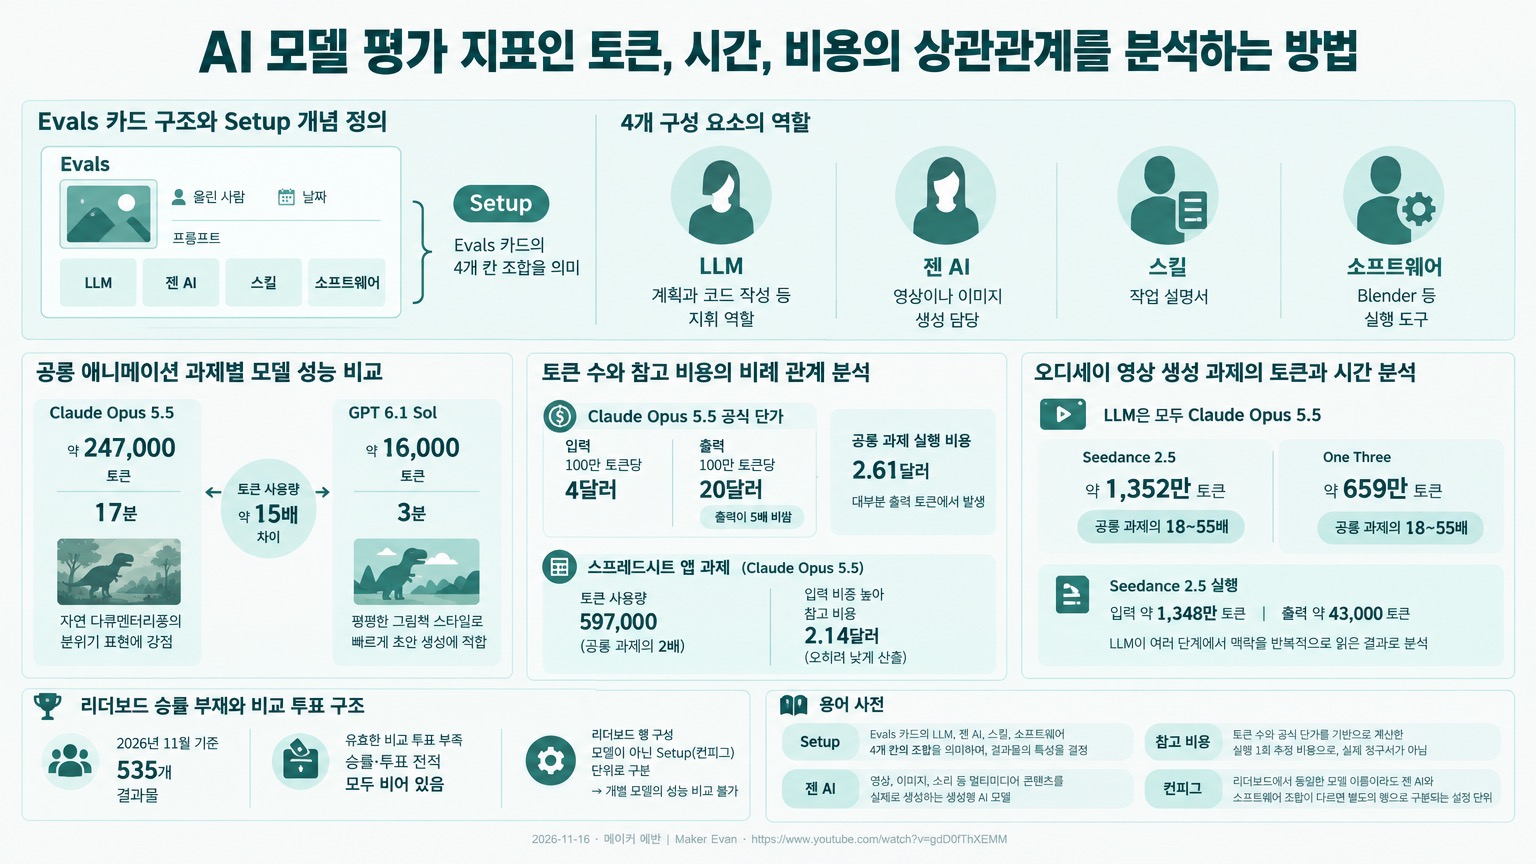 AI 모델 평가 지표인 토큰, 시간, 비용의 상관관계를 분석하는 방법
Evals 카드 구조와 Setup 개념 정의
Evals
올린 사람
날짜
프롬프트
LLM
젠 AI
스킬
소프트웨어
Setup
Evals 카드의
4개 칸 조합을 의미
4개 구성 요소의 역할
LLM
계획과 코드 작성 등
지휘 역할
젠 AI
영상이나 이미지
생성 담당
스킬
작업 설명서
소프트웨어
Blender 등
실행 도구
공룡 애니메이션 과제별 모델 성능 비교
Claude Opus 5.5
약 247,000
토큰
17분
자연 다큐멘터리풍의
분위기 표현에 강점
토큰 사용량
약 15배
차이
GPT 6.1 Sol
약 16,000
토큰
3분
평평한 그림책 스타일로
빠르게 초안 생성에 적합
토큰 수와 참고 비용의 비례 관계 분석
Claude Opus 5.5 공식 단가
입력
100만 토큰당
4달러
출력
100만 토큰당
20달러
출력이 5배 비쌈
공룡 과제 실행 비용
2.61달러
대부분 출력 토큰에서 발생
스프레드시트 앱 과제 (Claude Opus 5.5)
토큰 사용량
597,000
(공룡 과제의 2배)
입력 비중 높아
참고 비용
2.14달러
(오히려 낮게 산출)
오디세이 영상 생성 과제의 토큰과 시간 분석
LLM은 모두 Claude Opus 5.5
Seedance 2.5
약 1,352만 토큰
공룡 과제의 18~55배
One Three
약 659만 토큰
공룡 과제의 18~55배
Seedance 2.5 실행
입력 약 1,348만 토큰 | 출력 약 43,000 토큰
LLM이 여러 단계에서 맥락을 반복적으로 읽은 결과로 분석
리더보드 승률 부재와 비교 투표 구조
2026년 11월 기준
535개
결과물
유효한 비교 투표 부족
승률·투표 전적
모두 비어 있음
리더보드 행 구성
모델이 아닌 Setup(컨피그)
단위로 구분
→ 개별 모델의 성능 비교 불가
용어 사전
Setup
Evals 카드의 LLM, 젠 AI, 스킬, 소프트웨어
4개 칸의 조합을 의미하며, 결과물의 특성을 결정
참고 비용
토큰 수와 공식 단가를 기반으로 계산한
실행 1회 추정 비용으로, 실제 청구서가 아님
젠 AI
영상, 이미지, 소리 등 멀티미디어 콘텐츠를
실제로 생성하는 생성형 AI 모델
컨피그
리더보드에서 동일한 모델 이름이라도 젠 AI와
소프트웨어 조합이 다르면 별도의 행으로 구분되는 설정 단위
2026-11-16 · 메이커 에반 | Maker Evan · https://www.youtube.com/watch?v=gdD0fThXEMM